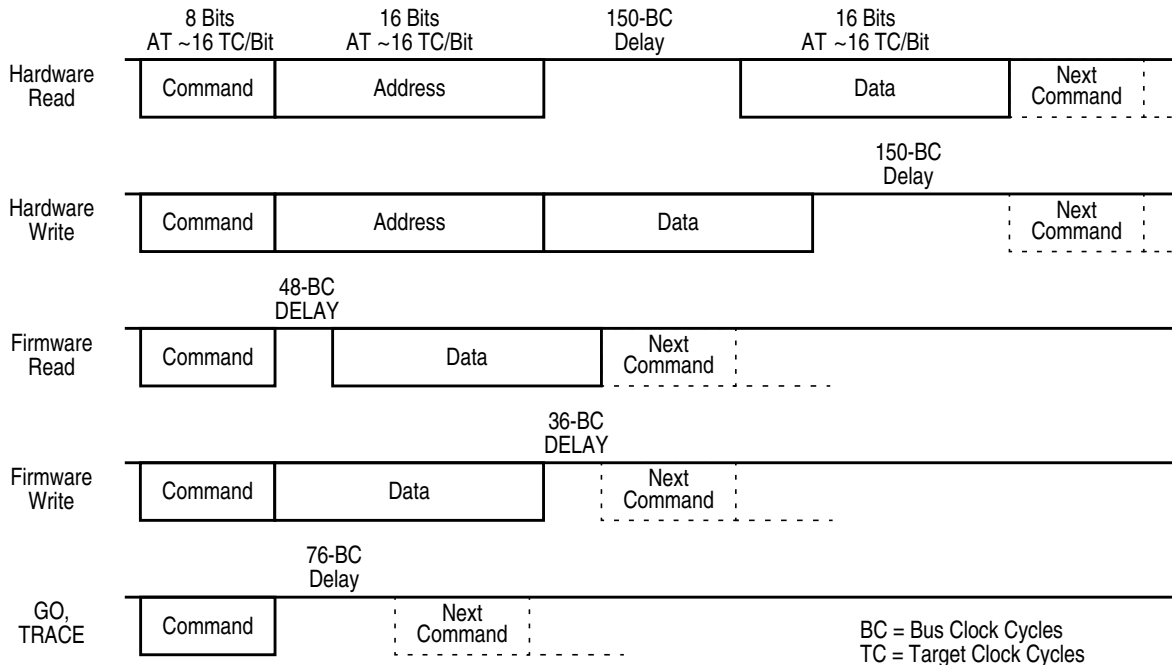 8 Bits
AT ~16 TC/Bit
16 Bits
AT ~16 TC/Bit
150-BC
Delay
16 Bits
AT ~16 TC/Bit
Hardware
Read
Command
Address
Data
Next
Command
150-BC
Delay
Hardware
Write
Command
Address
Data
Next
Command
48-BC
DELAY
Firmware
Read
Command
Data
Next
Command
36-BC
DELAY
Firmware
Write
Command
Data
Next
Command
76-BC
Delay
GO,
TRACE
Command
Next
Command
BC = Bus Clock Cycles
TC = Target Clock Cycles